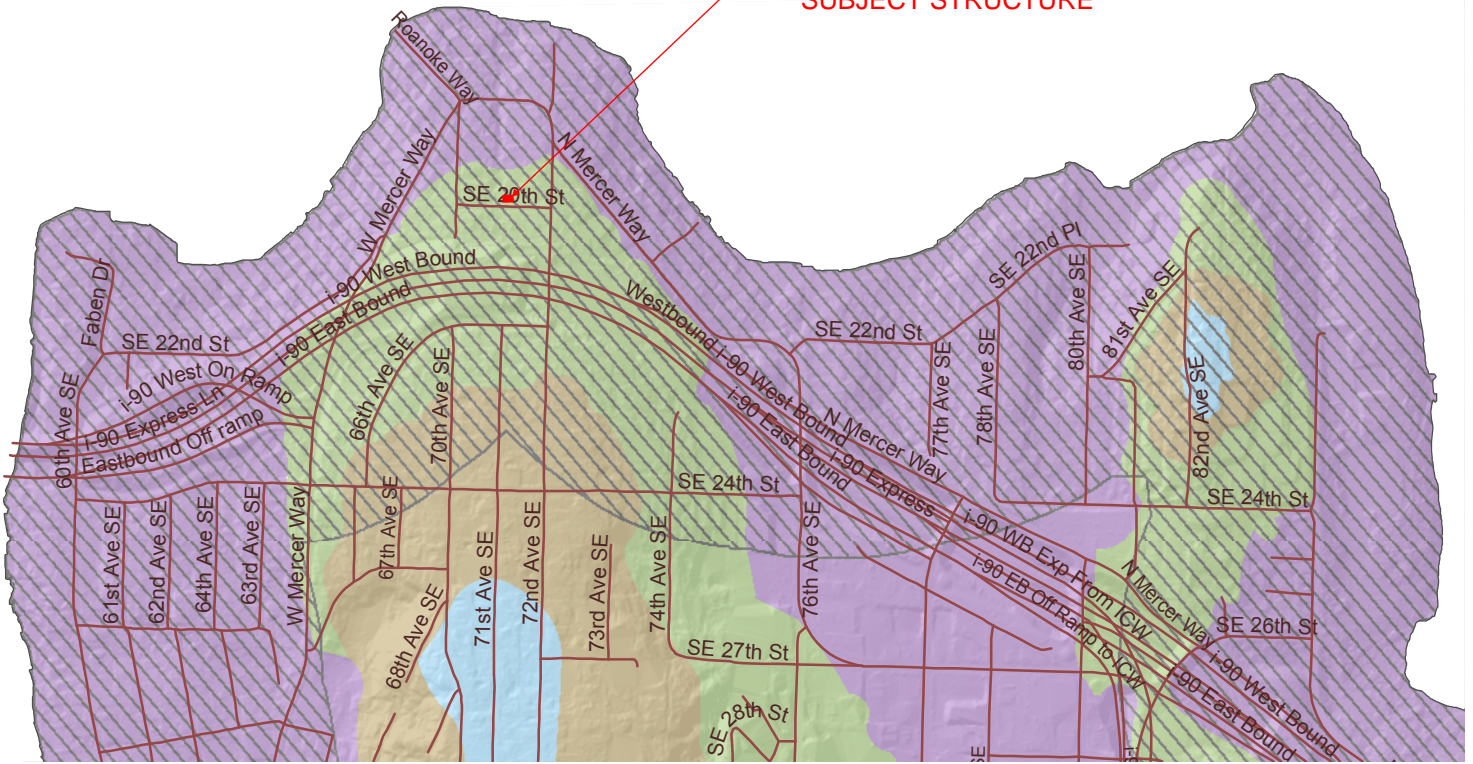 SUBJECT STRUCTURE
Roanoke Way
W Mercer Way
N Mercer Way
SE 20th St
i-90 West Bound
i-90 East Bound
Westbound i-90 West Bound
Faben Dr
SE 22nd St
i-90 West On Ramp
i-90 Express Ln
Eastbound Off ramp
60th Ave SE
66th Ave SE
70th Ave SE
SE 22nd Pl
SE 22nd St
77th Ave SE
78th Ave SE
80th Ave SE
81st Ave SE
82nd Ave SE
i-90 East Bound
N Mercer Way
i-90 Express
SE 24th St
SE 24th St
61st Ave SE
62nd Ave SE
64th Ave SE
63rd Ave SE
W Mercer Way
67th Ave SE
68th Ave SE
71st Ave SE
72nd Ave SE
73rd Ave SE
74th Ave SE
76th Ave SE
i-90 WB Exp From ICW
i-90 EB Off Ramp to ICW
N Mercer Way
SE 26th St
SE 27th St
SE 28th St
i-90 West Bound
i-90 East Bound
SE